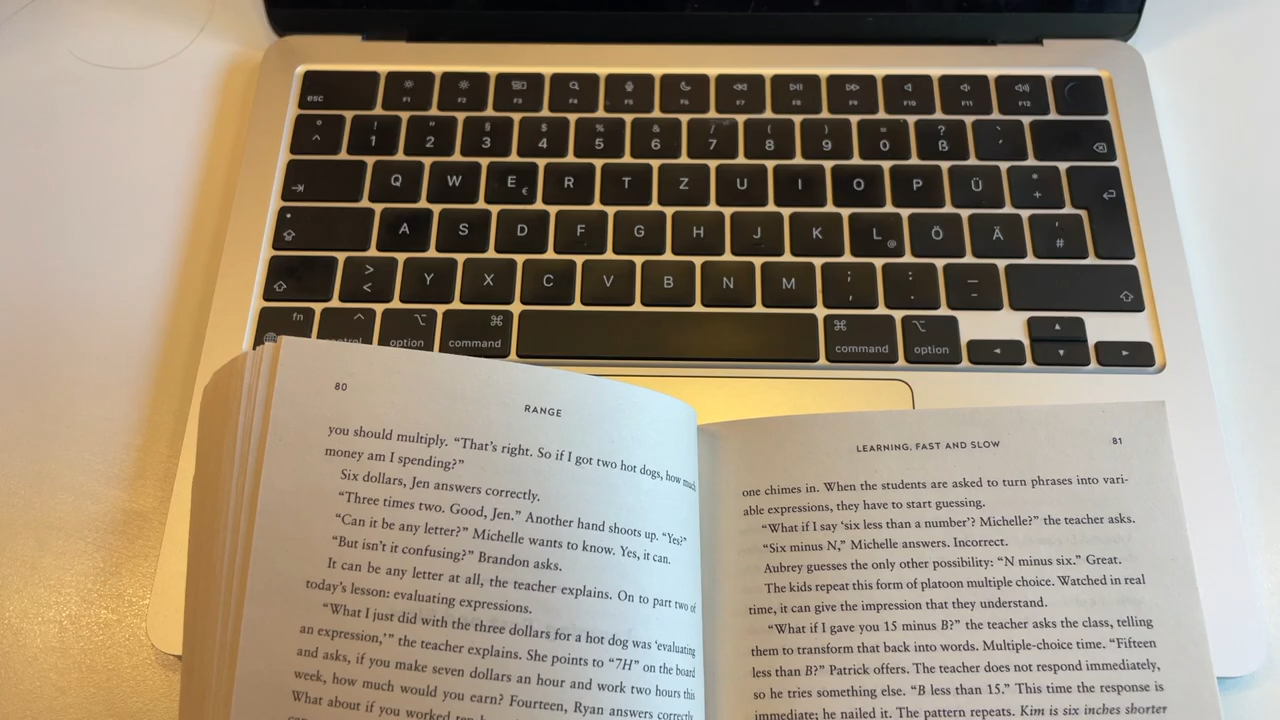 esc F1 F2 F3 F4 F5 F6 F7 F8 F9 F10 F11 F12
° ^ ! 1 " 2 § 3 $ 4 % 5 & 6 / 7 ( 8 ) 9 = 0 ? ß ` ´
Q W E € R T Z U I O P Ü * +
A S D F G H J K L @ Ö Ä ' #
> < Y X C V B N M ; , : . — -
fn ^ control option command command option
80
RANGE
you should multiply. “That’s right. So if I got two hot dogs, how much
money am I spending?”
Six dollars, Jen answers correctly.
“Three times two. Good, Jen.” Another hand shoots up. “Yes?”
“Can it be any letter?” Michelle wants to know. Yes, it can.
“But isn’t it confusing?” Brandon asks.
It can be any letter at all, the teacher explains. On to part two of
today’s lesson: evaluating expressions.
“What I just did with the three dollars for a hot dog was ‘evaluating
an expression,’” the teacher explains. She points to “7H” on the board
and asks, if you make seven dollars an hour and work two hours this
week, how much would you earn? Fourteen, Ryan answers correctly.
What about if you worked ten
LEARNING, FAST AND SLOW
81
one chimes in. When the students are asked to turn phrases into vari-
able expressions, they have to start guessing.
“What if I say ‘six less than a number’? Michelle?” the teacher asks.
“Six minus N,” Michelle answers. Incorrect.
Aubrey guesses the only other possibility: “N minus six.” Great.
The kids repeat this form of platoon multiple choice. Watched in real
time, it can give the impression that they understand.
“What if I gave you 15 minus B?” the teacher asks the class, telling
them to transform that back into words. Multiple-choice time. “Fifteen
less than B?” Patrick offers. The teacher does not respond immediately,
so he tries something else. “B less than 15.” This time the response is
immediate; he nailed it. The pattern repeats. Kim is six inches shorter